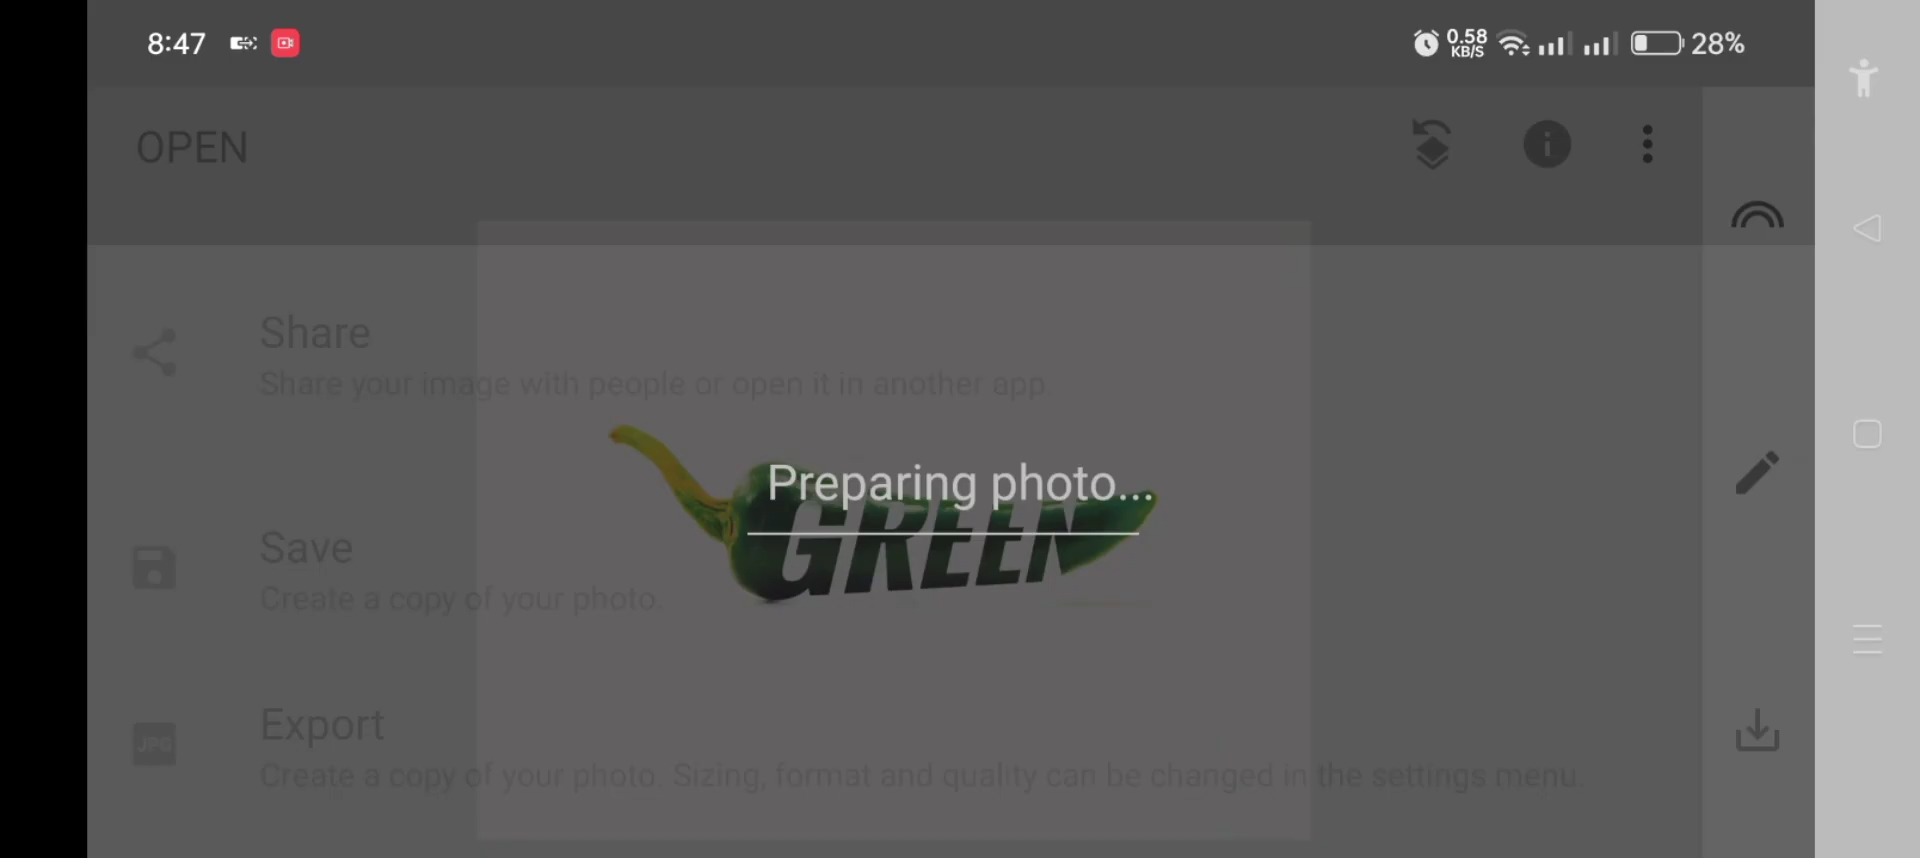 8:47
0.58
KB/S
28%
OPEN
Share
Share your image with people or open it in another app.
Preparing photo...
GREEN
Save
Create a copy of your photo.
JPG
Export
Create a copy of your photo. Sizing, format and quality can be changed in the settings menu.